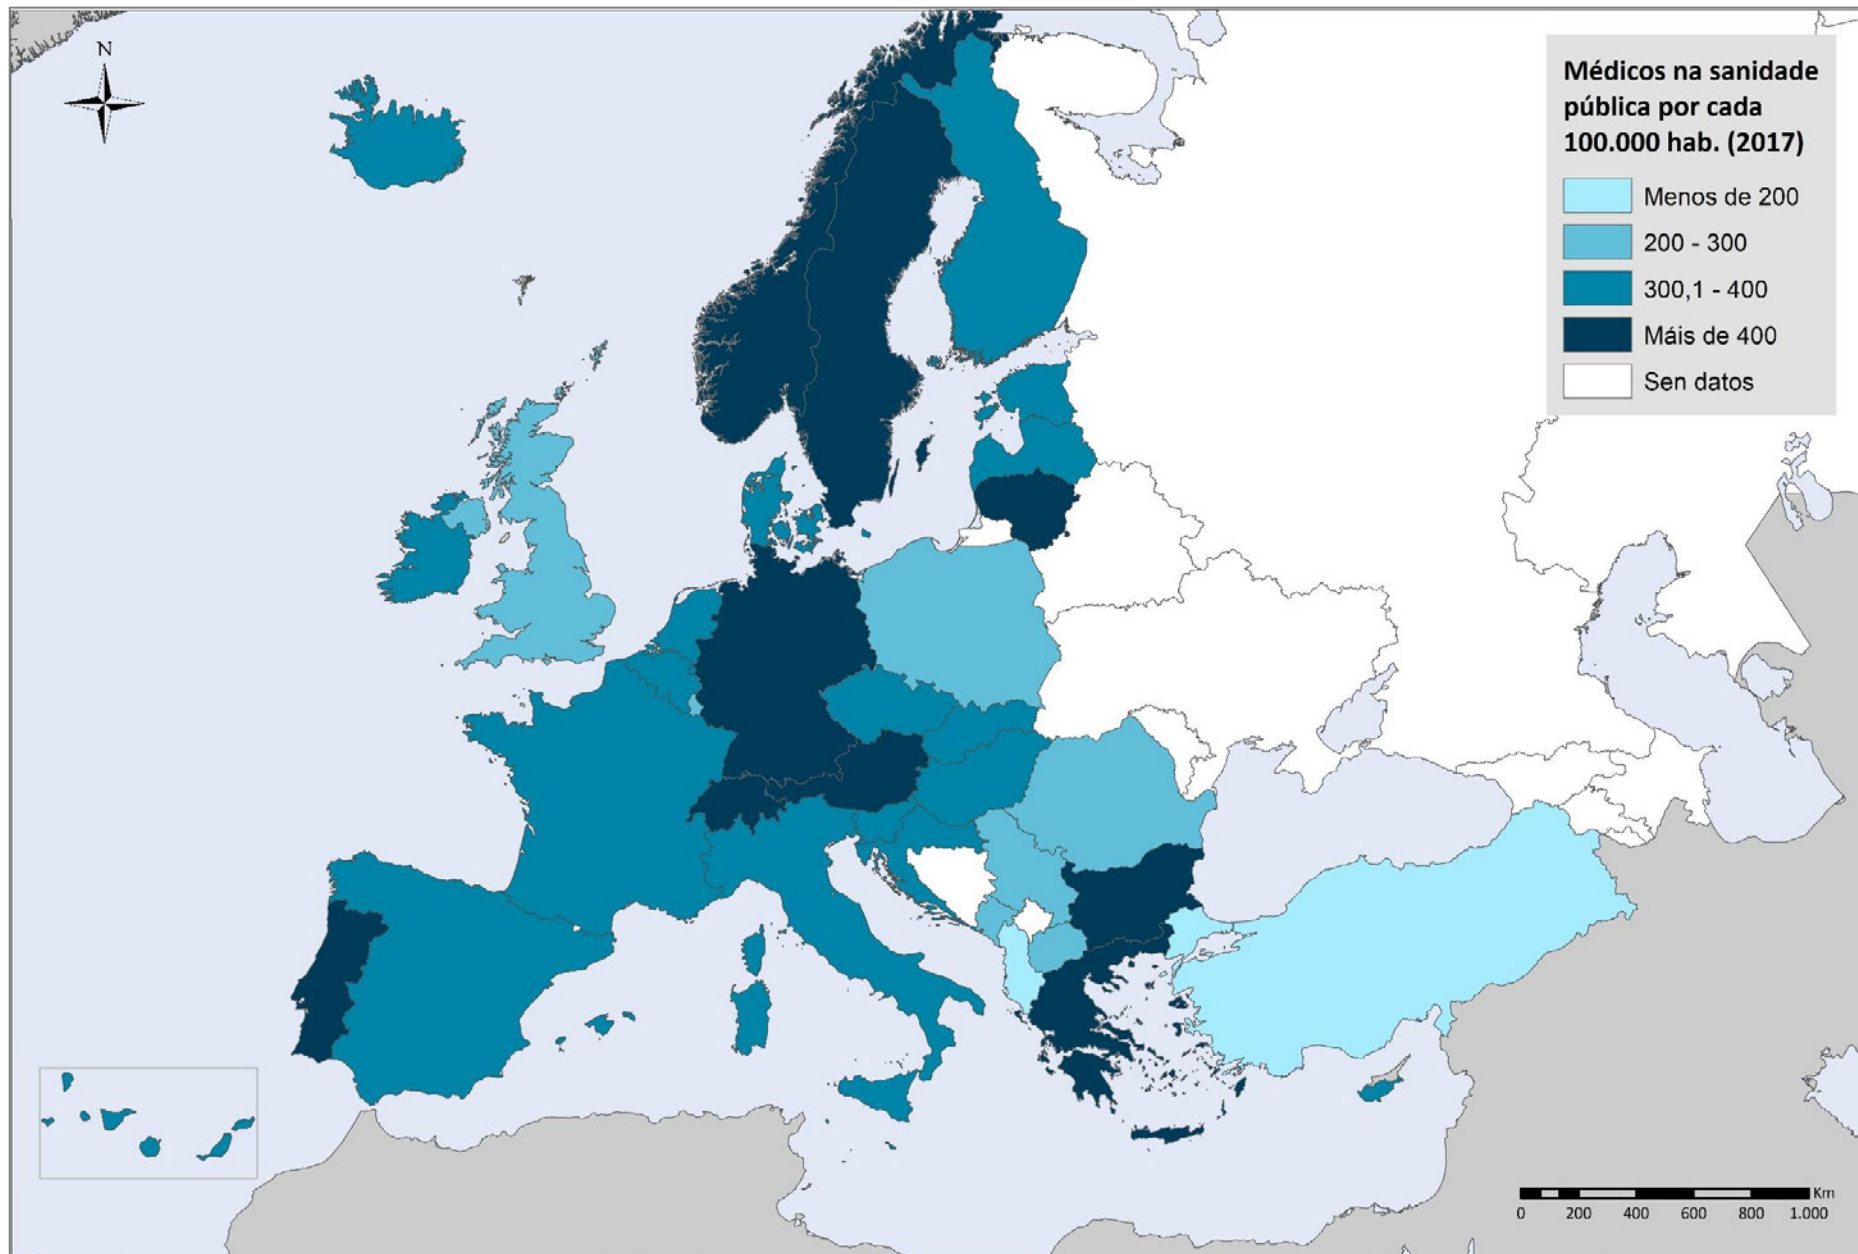 N
Médicos na sanidade
pública por cada
100.000 hab. (2017)
Menos de 200
200 - 300
300,1 - 400
Máis de 400
Sen datos
Km
0 200 400 600 800 1.000